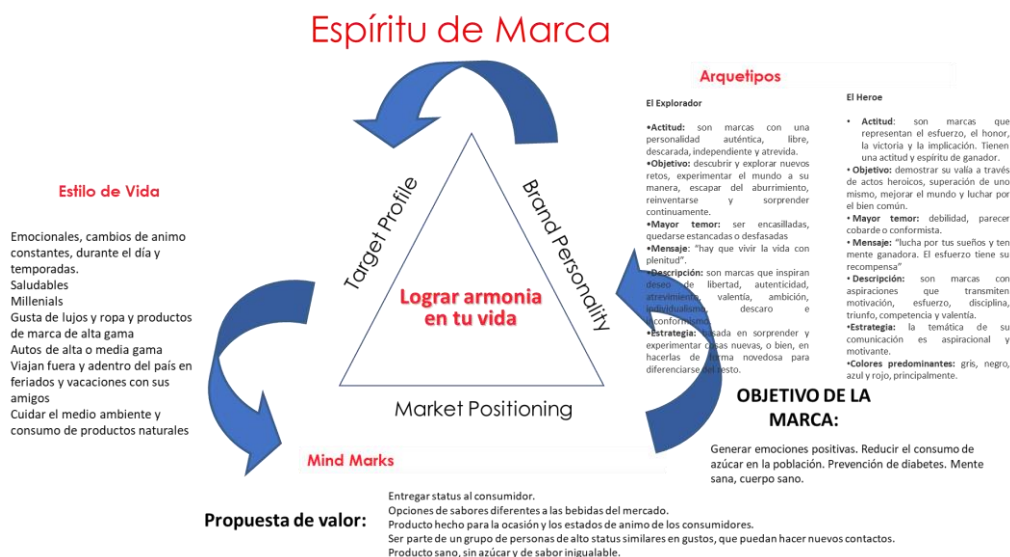 Espíritu de Marca
Estilo de Vida
Emocionales, cambios de animo
constantes, durante el día y
temporadas.
Saludables
Millenials
Gusta de lujos y ropa y productos
de marca de alta gama
Autos de alta o media gama
Viajan fuera y adentro del país en
feriados y vacaciones con sus
amigos
Cuidar el medio ambiente y
consumo de productos naturales
Target Profile
Brand Personality
Lograr armonia
en tu vida
Market Positioning
Arquetipos
El Explorador
•Actitud: son marcas con una
personalidad auténtica, libre,
descarada, independiente y atrevida.
•Objetivo: descubrir y explorar nuevos
retos, experimentar el mundo a su
manera, escapar del aburrimiento,
reinventarse y sorprender
continuamente.
•Mayor temor: ser encasilladas,
quedarse estancadas o desfasadas
•Mensaje: “hay que vivir la vida con
plenitud”.
•Descripción: son marcas que inspiran
deseo de libertad, autenticidad,
atrevimiento, valentía, ambición,
individualismo, descaro e
inconformismo.
•Estrategia: basada en sorprender y
experimentar cosas nuevas, o bien, en
hacerlas de forma novedosa para
diferenciarse del resto.
El Heroe
• Actitud: son marcas que
representan el esfuerzo, el honor,
la victoria y la implicación. Tienen
una actitud y espíritu de ganador.
• Objetivo: demostrar su valía a través
de actos heroicos, superación de uno
mismo, mejorar el mundo y luchar por
el bien común.
• Mayor temor: debilidad, parecer
cobarde o conformista.
• Mensaje: “lucha por tus sueños y ten
mente ganadora. El esfuerzo tiene su
recompensa”
• Descripción: son marcas con
aspiraciones que transmiten
motivación, esfuerzo, disciplina,
triunfo, competencia y valentía.
•Estrategia: la temática de su
comunicación es aspiracional y
motivante.
•Colores predominantes: gris, negro,
azul y rojo, principalmente.
OBJETIVO DE LA
MARCA:
Generar emociones positivas. Reducir el consumo de
azúcar en la población. Prevención de diabetes. Mente
sana, cuerpo sano.
Mind Marks
Propuesta de valor:
Entregar status al consumidor.
Opciones de sabores diferentes a las bebidas del mercado.
Producto hecho para la ocasión y los estados de animo de los consumidores.
Ser parte de un grupo de personas de alto status similares en gustos, que puedan hacer nuevos contactos.
Producto sano, sin azúcar y de sabor inigualable.